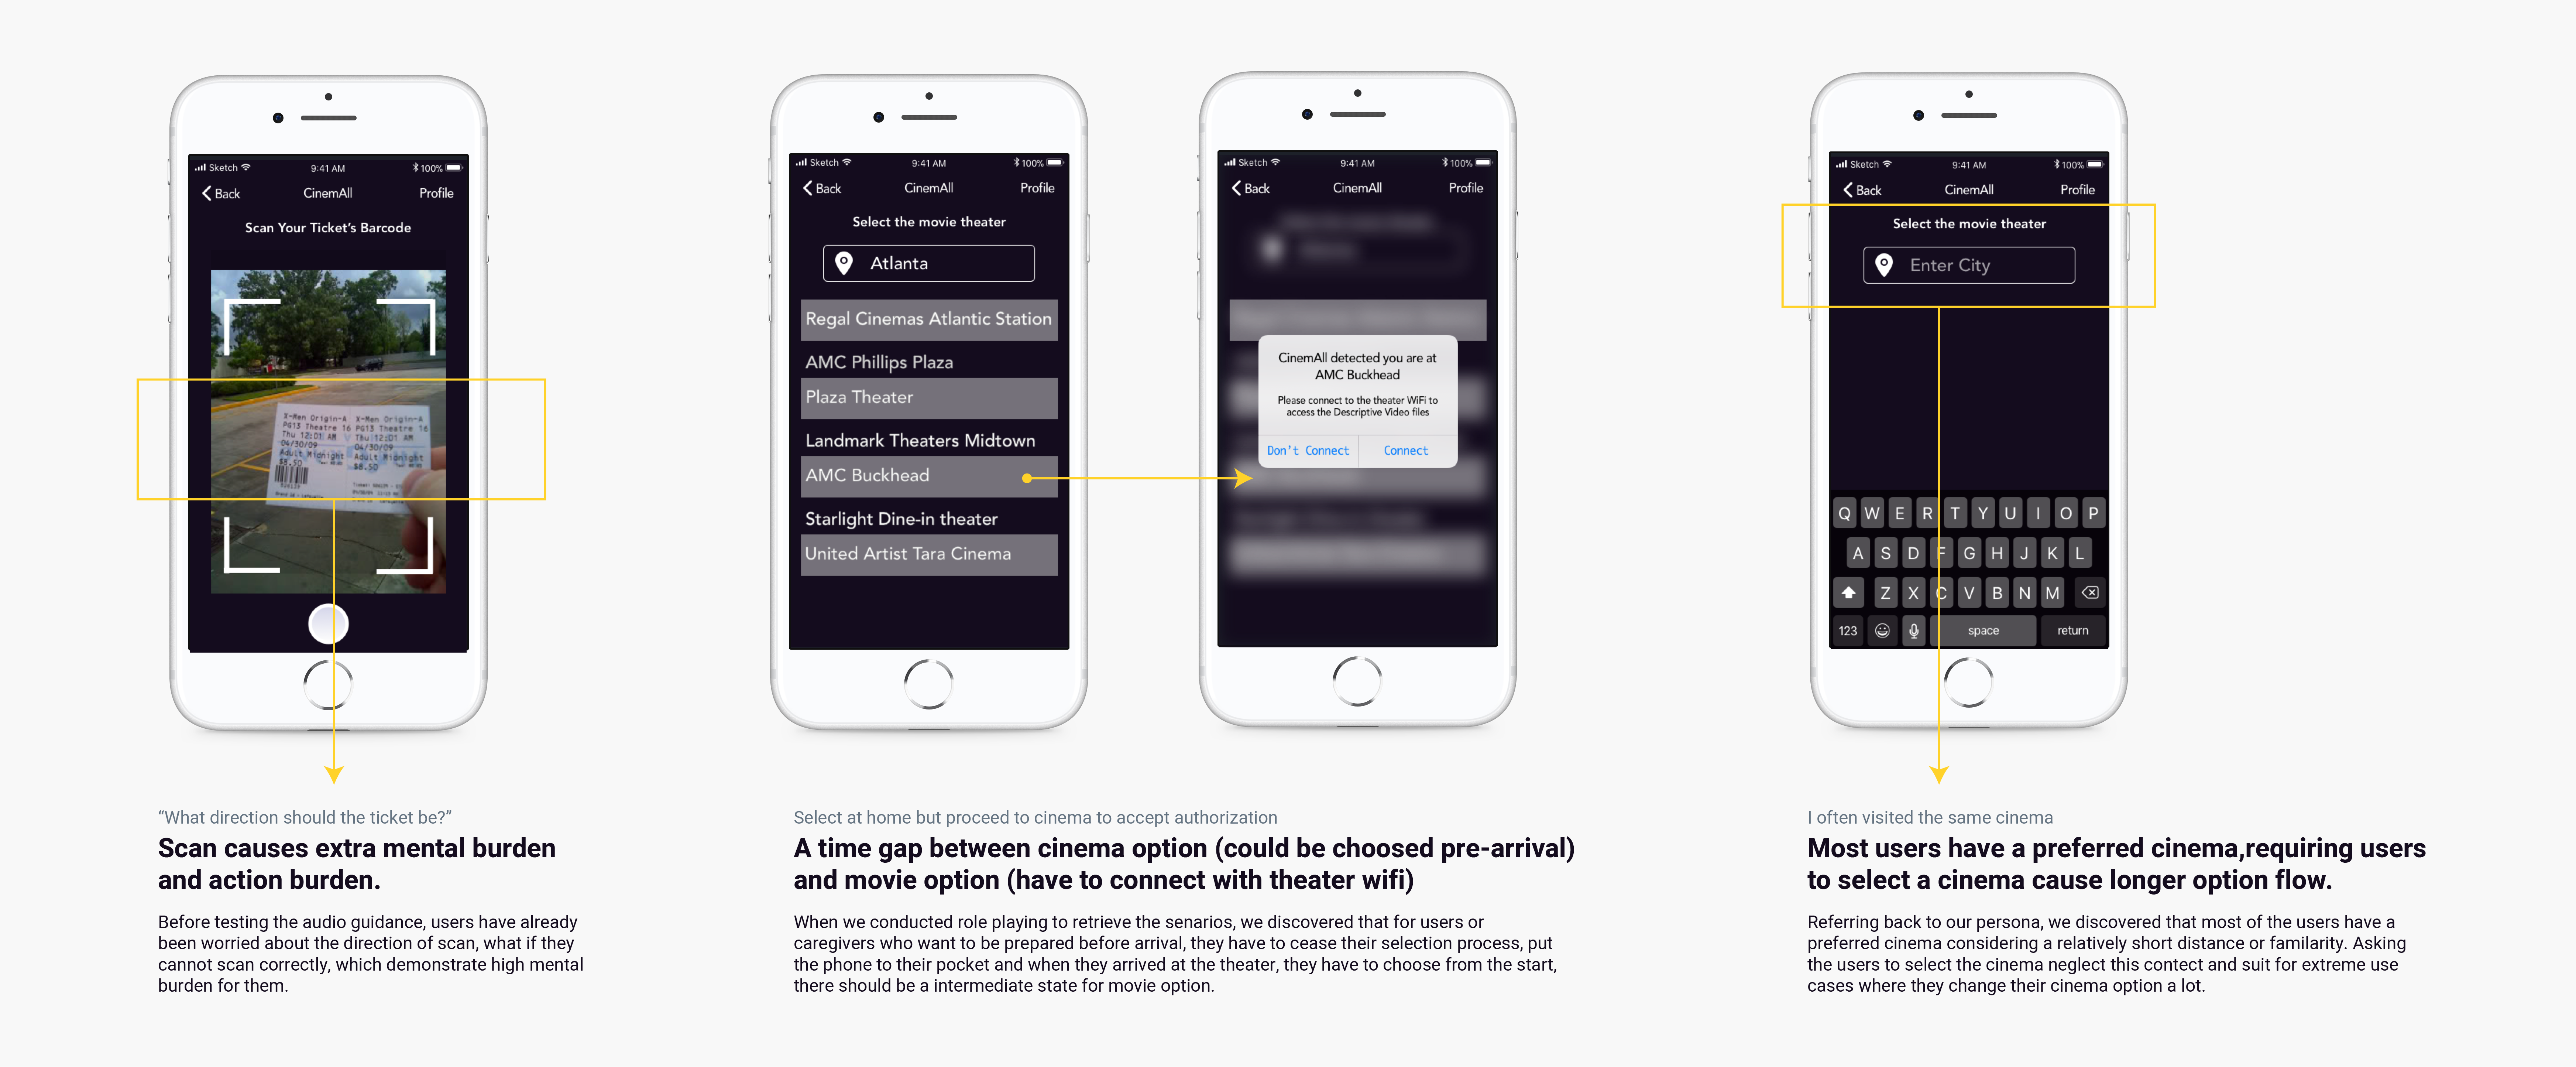 Sketch 9:41 AM 100%
Back CinemAll Profile
Scan Your Ticket's Barcode
X-Men Origin-A X-Men Origin-A
PG13 Theatre 16 PG13 Theatre 16
Thu 12:01 AM Thu 12:01 AM
04/30/09 04/30/09
Adult Midnight Adult Midnight
$8.50 $8.50
Sketch 9:41 AM 100%
Back CinemAll Profile
Select the movie theater
Atlanta
Regal Cinemas Atlantic Station
AMC Phillips Plaza
Plaza Theater
Landmark Theaters Midtown
AMC Buckhead
Starlight Dine-in theater
United Artist Tara Cinema
Sketch 9:41 AM 100%
Back CinemAll Profile
CinemAll detected you are at
AMC Buckhead
Please connect to the theater WiFi to
access the Descriptive Video files
Don't Connect Connect
Sketch 9:41 AM 100%
Back CinemAll Profile
Select the movie theater
Enter City
Q W E R T Y U I O P
A S D F G H J K L
Z X C V B N M
123 space return
“What direction should the ticket be?”
Scan causes extra mental burden
and action burden.
Before testing the audio guidance, users have already
been worried about the direction of scan, what if they
cannot scan correctly, which demonstrate high mental
burden for them.
Select at home but proceed to cinema to accept authorization
A time gap between cinema option (could be choosed pre-arrival)
and movie option (have to connect with theater wifi)
When we conducted role playing to retrieve the senarios, we discovered that for users or
caregivers who want to be prepared before arrival, they have to cease their selection process, put
the phone to their pocket and when they arrived at the theater, they have to choose from the start,
there should be a intermediate state for movie option.
I often visited the same cinema
Most users have a preferred cinema,requiring users
to select a cinema cause longer option flow.
Referring back to our persona, we discovered that most of the users have a
preferred cinema considering a relatively short distance or familarity. Asking
the users to select the cinema neglect this contect and suit for extreme use
cases where they change their cinema option a lot.